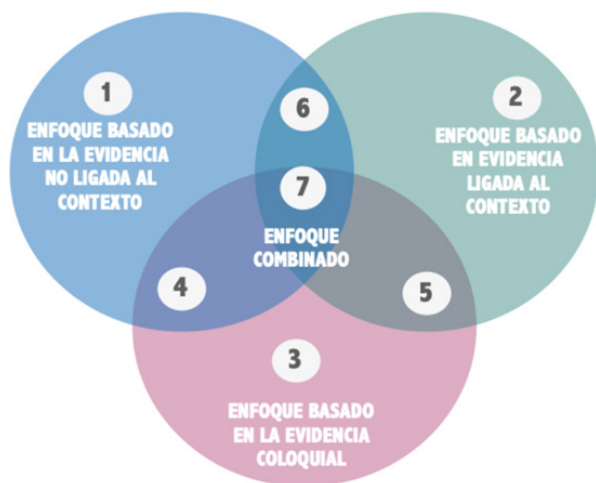 1
ENFOQUE BASADO
EN LA EVIDENCIA
NO LIGADA AL
CONTEXTO
6
2
ENFOQUE BASADO
EN EVIDENCIA
LIGADA AL
CONTEXTO
7
ENFOQUE
COMBINADO
4
5
3
ENFOQUE BASADO
EN LA EVIDENCIA
COLOQUIAL